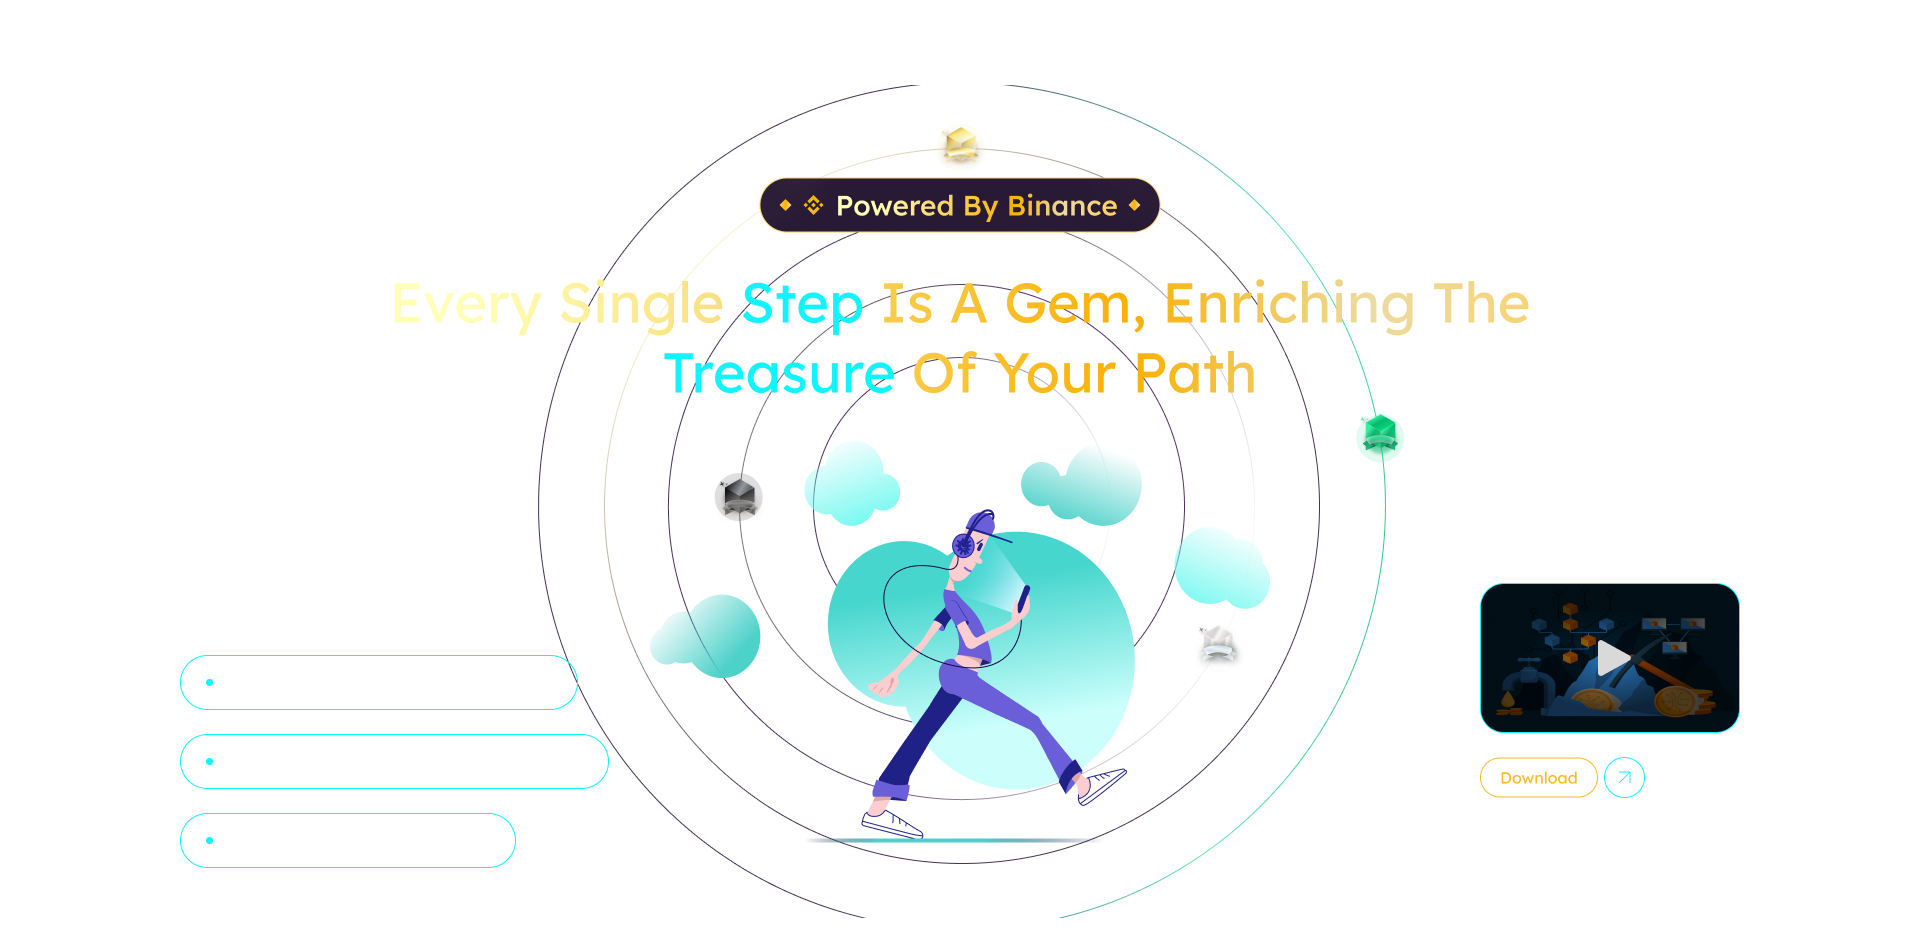 Powered By Binance
Every Single Step Is A Gem, Enriching The
Treasure Of Your Path
Download